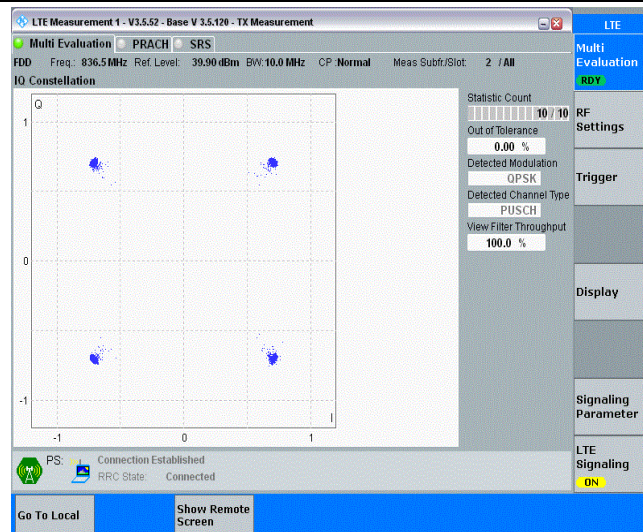 LTE Measurement 1 - V3.5.52 - Base V 3.5.120 - TX Measurement
LTE
Multi Evaluation PRACH SRS
Multi
Evaluation
RDY
FDD Freq.: 836.5 MHz Ref. Level: 39.90 dBm BW: 10.0 MHz CP: Normal Meas Subfr./Slot: 2 / All
IQ Constellation
Q
1
0
-1
-1 0 1
I
Statistic Count
10 / 10
Out of Tolerance
0.00 %
Detected Modulation
QPSK
Detected Channel Type
PUSCH
View Filter Throughput
100.0 %
RF
Settings
Trigger
Display
Signaling
Parameter
LTE
Signaling
ON
PS: Connection Established
RRC State: Connected
Go To Local
Show Remote
Screen